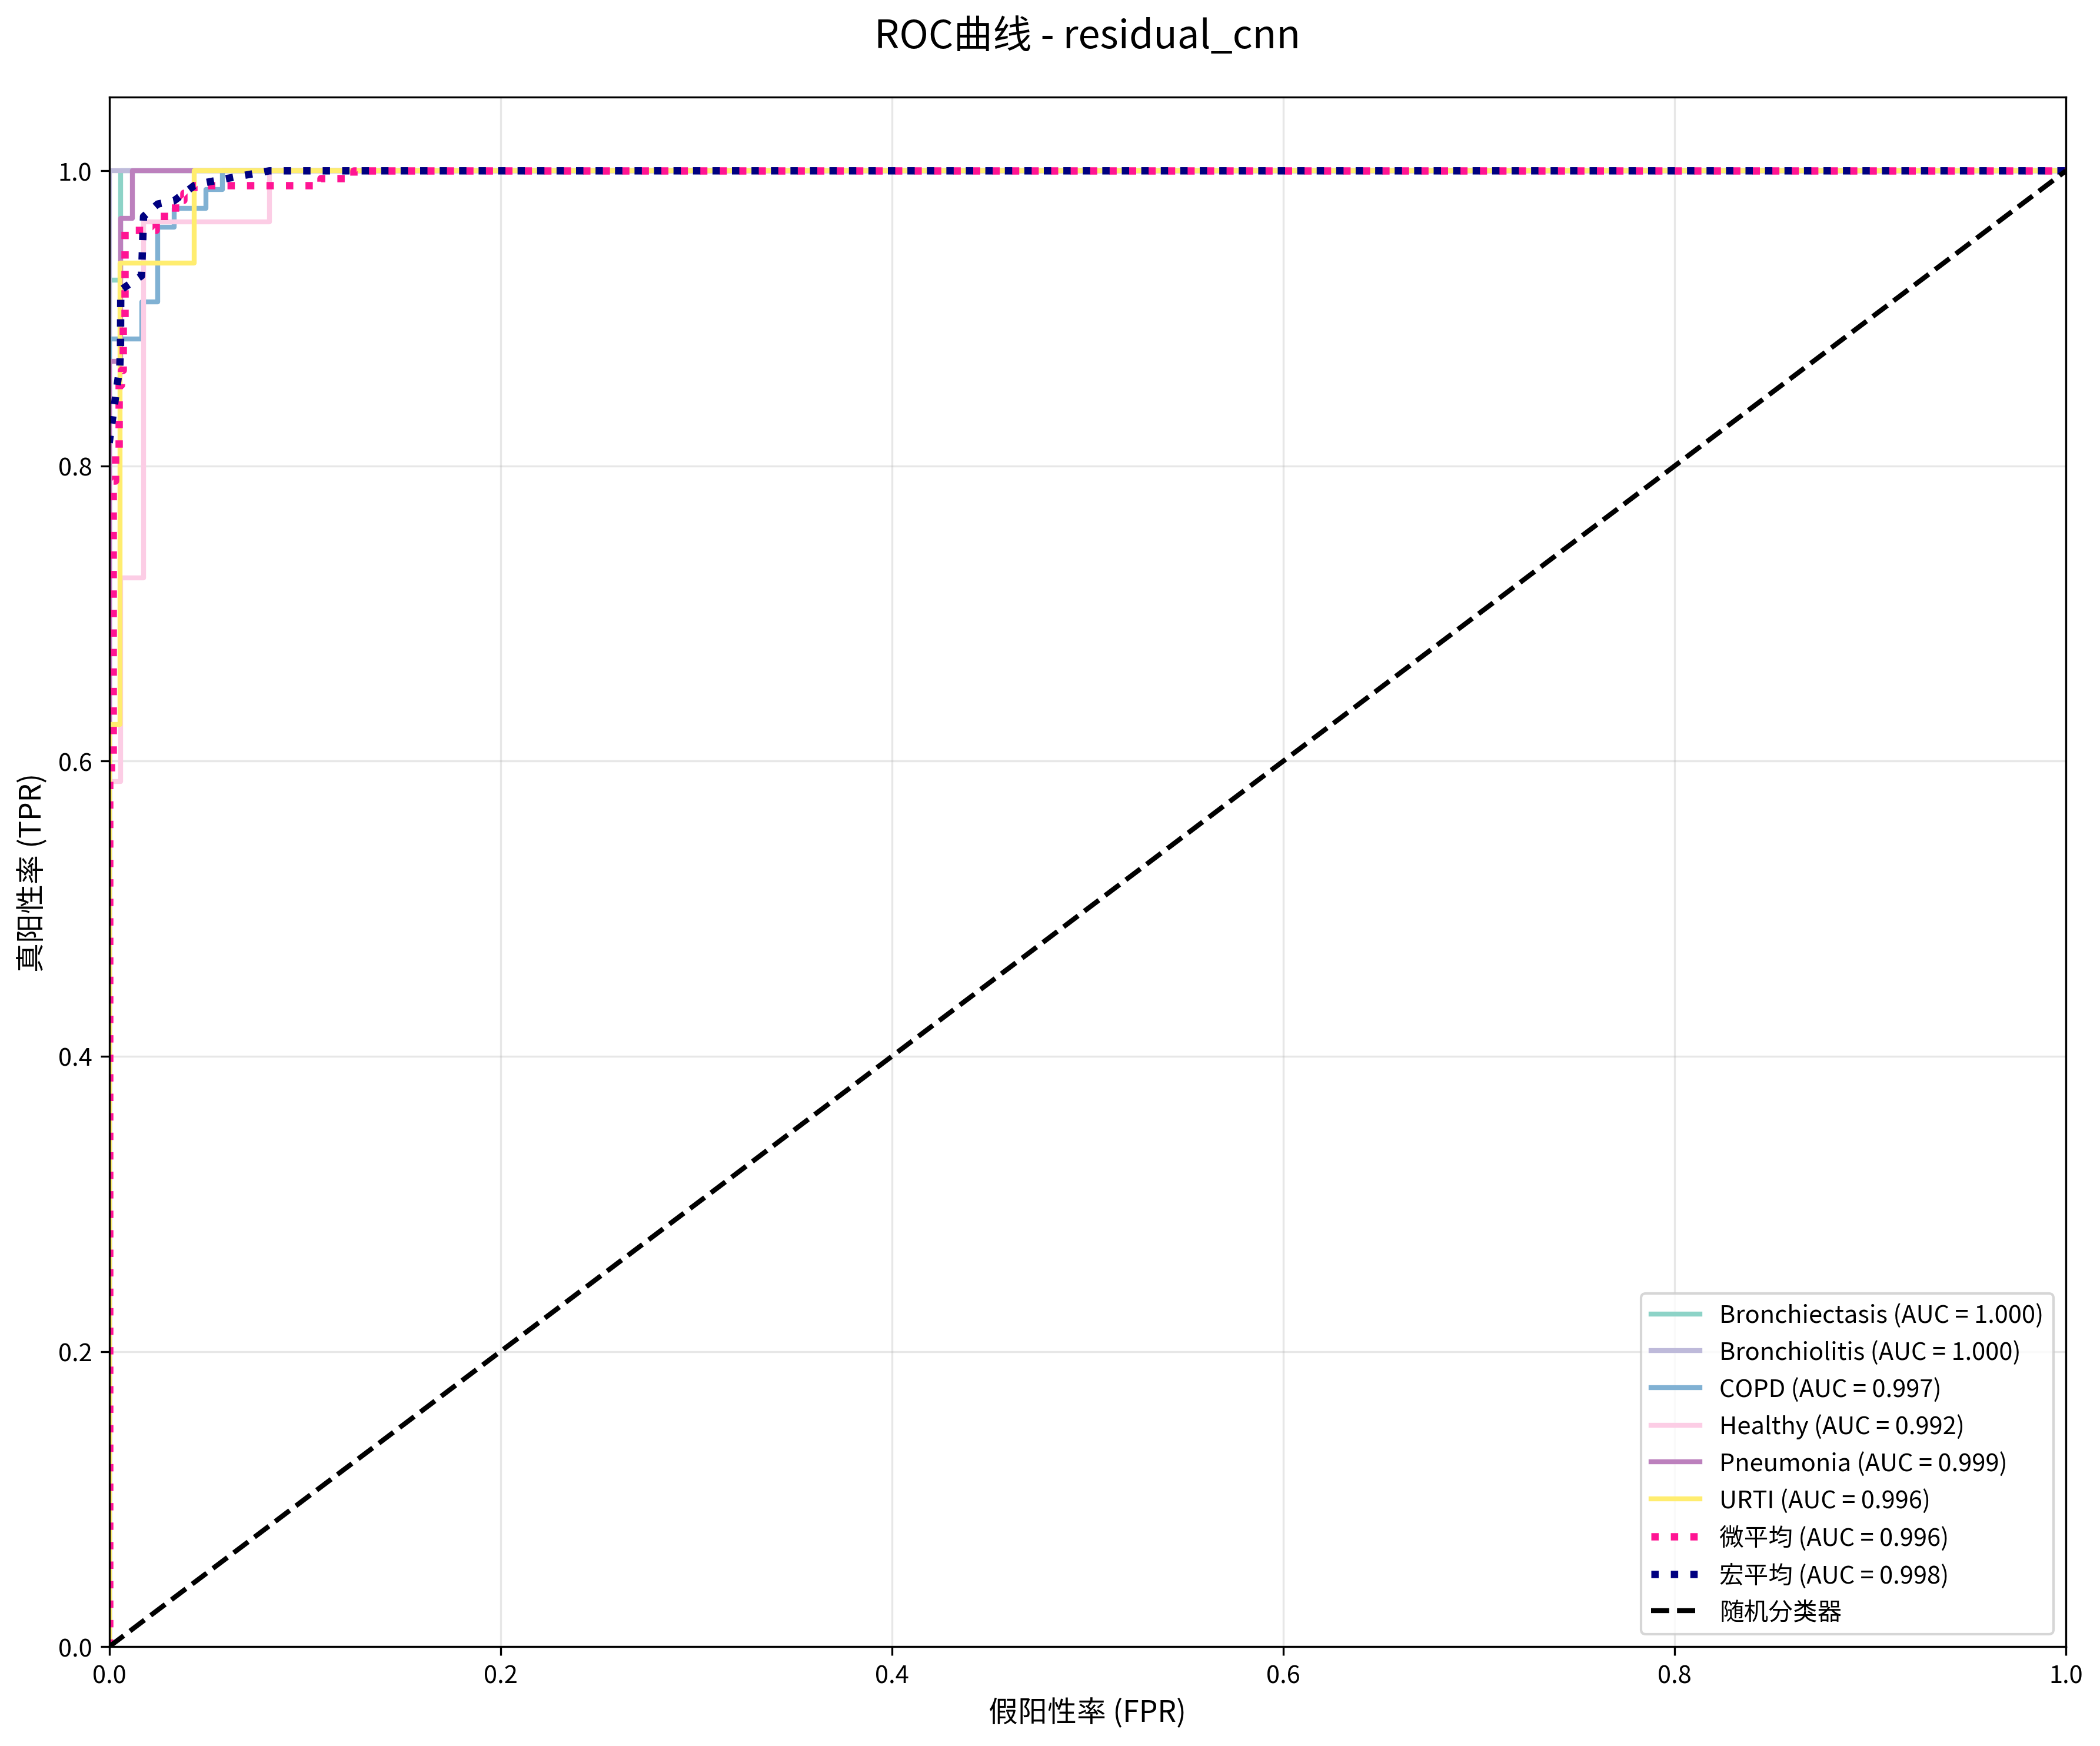 ROC曲线 - residual_cnn
真阳性率 (TPR)
1.0
0.8
0.6
0.4
0.2
0.0
0.0 0.2 0.4 0.6 0.8 1.0
假阳性率 (FPR)
Bronchiectasis (AUC = 1.000)
Bronchiolitis (AUC = 1.000)
COPD (AUC = 0.997)
Healthy (AUC = 0.992)
Pneumonia (AUC = 0.999)
URTI (AUC = 0.996)
微平均 (AUC = 0.996)
宏平均 (AUC = 0.998)
随机分类器